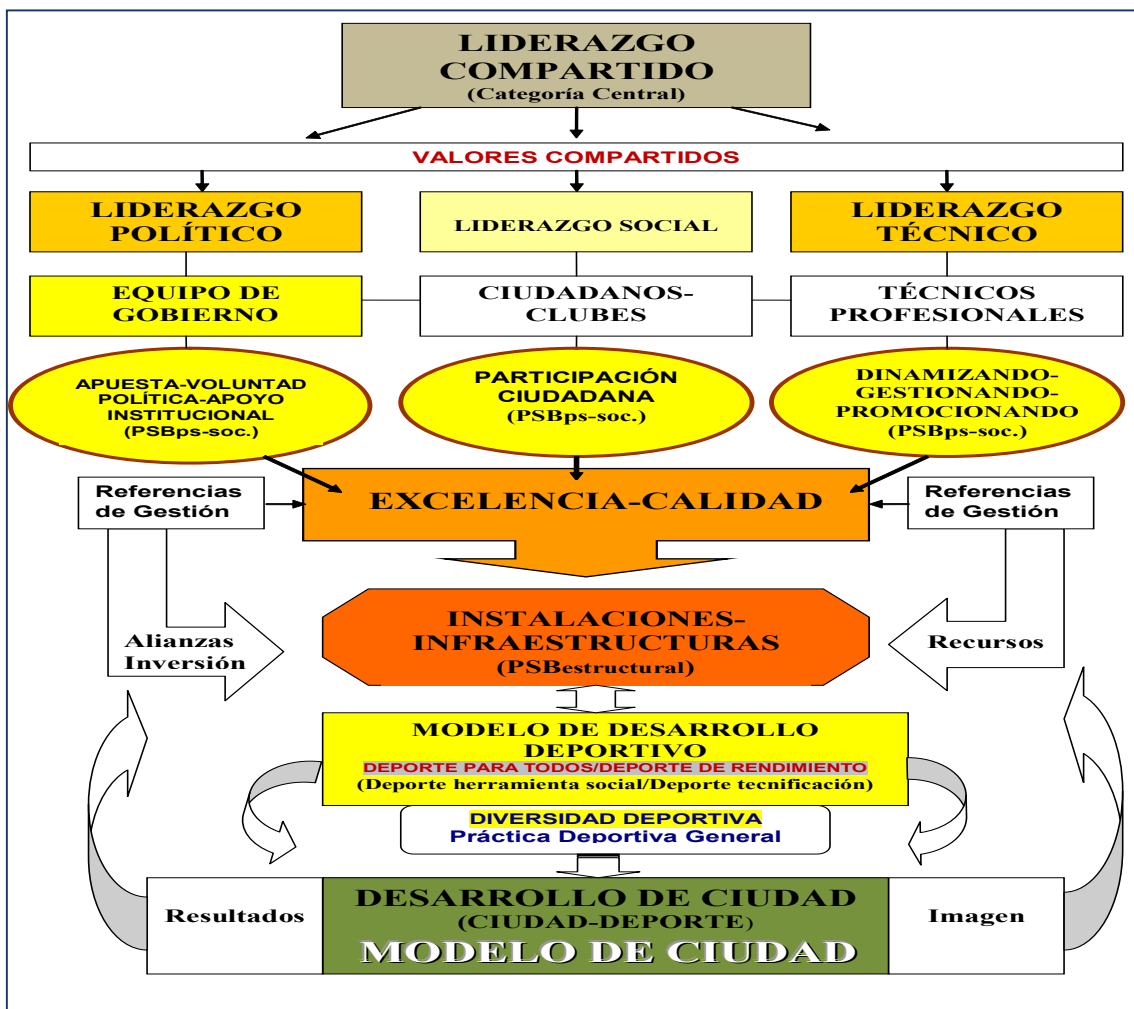 LIDERAZGO
COMPARTIDO
(Categoría Central)
VALORES COMPARTIDOS
LIDERAZGO
POLÍTICO
LIDERAZGO SOCIAL
LIDERAZGO
TÉCNICO
EQUIPO DE
GOBIERNO
CIUDADANOS-
CLUBES
TÉCNICOS
PROFESIONALES
APUESTA-VOLUNTAD
POLÍTICA-APOYO
INSTITUCIONAL
(PSBps-soc.)
PARTICIPACIÓN
CIUDADANA
(PSBps-soc.)
DINAMIZANDO-
GESTIONANDO-
PROMOCIONANDO
(PSBps-soc.)
Referencias
de Gestión
EXCELENCIA-CALIDAD
Referencias
de Gestión
Alianzas
Inversión
INSTALACIONES-
INFRAESTRUCTURAS
(PSBestructural)
Recursos
MODELO DE DESARROLLO
DEPORTIVO
DEPORTE PARA TODOS/DEPORTE DE RENDIMIENTO
(Deporte herramienta social/Deporte tecnificación)
DIVERSIDAD DEPORTIVA
Práctica Deportiva General
Resultados
DESARROLLO DE CIUDAD
(CIUDAD-DEPORTE)
MODELO DE CIUDAD
Imagen